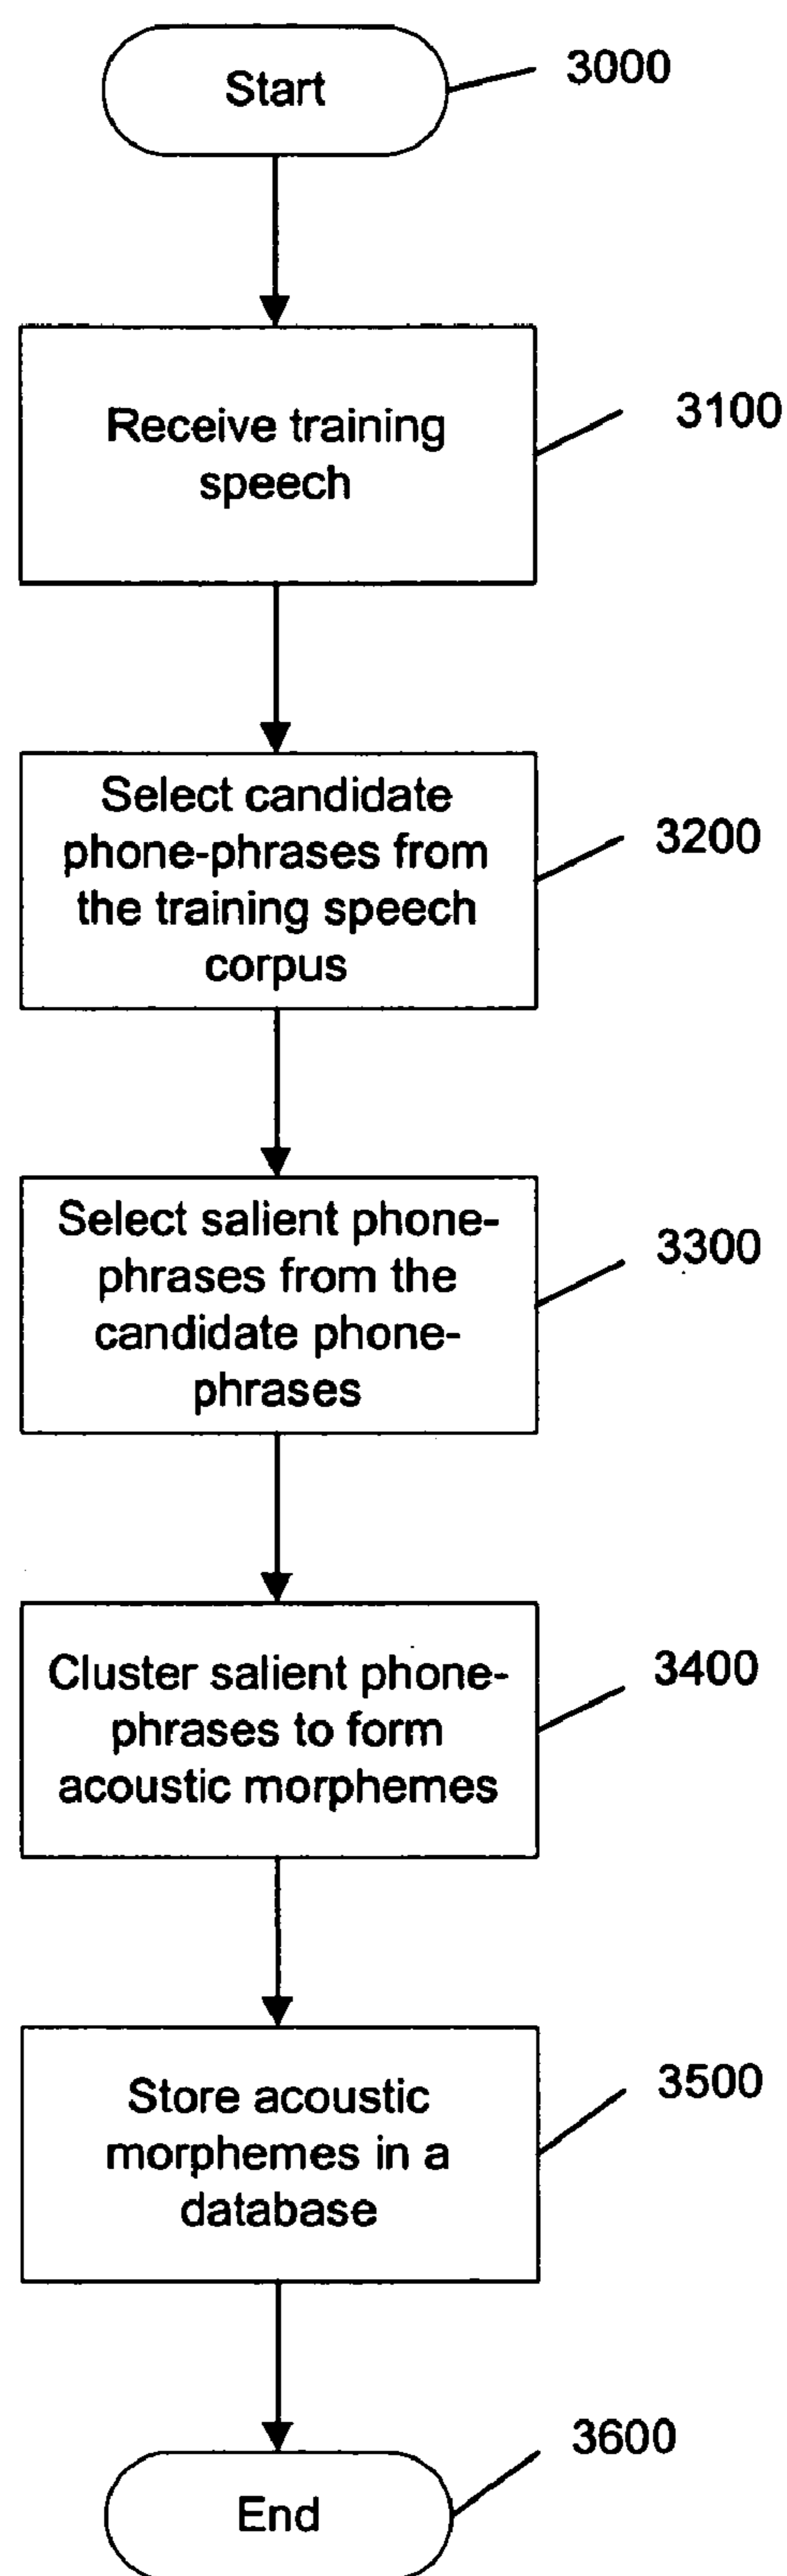 Start
3000
Receive training
speech
3100
Select candidate
phone-phrases from
the training speech
corpus
3200
Select salient phone-
phrases from the
candidate phone-
phrases
3300
Cluster salient phone-
phrases to form
acoustic morphemes
3400
Store acoustic
morphemes in a
database
3500
End
3600